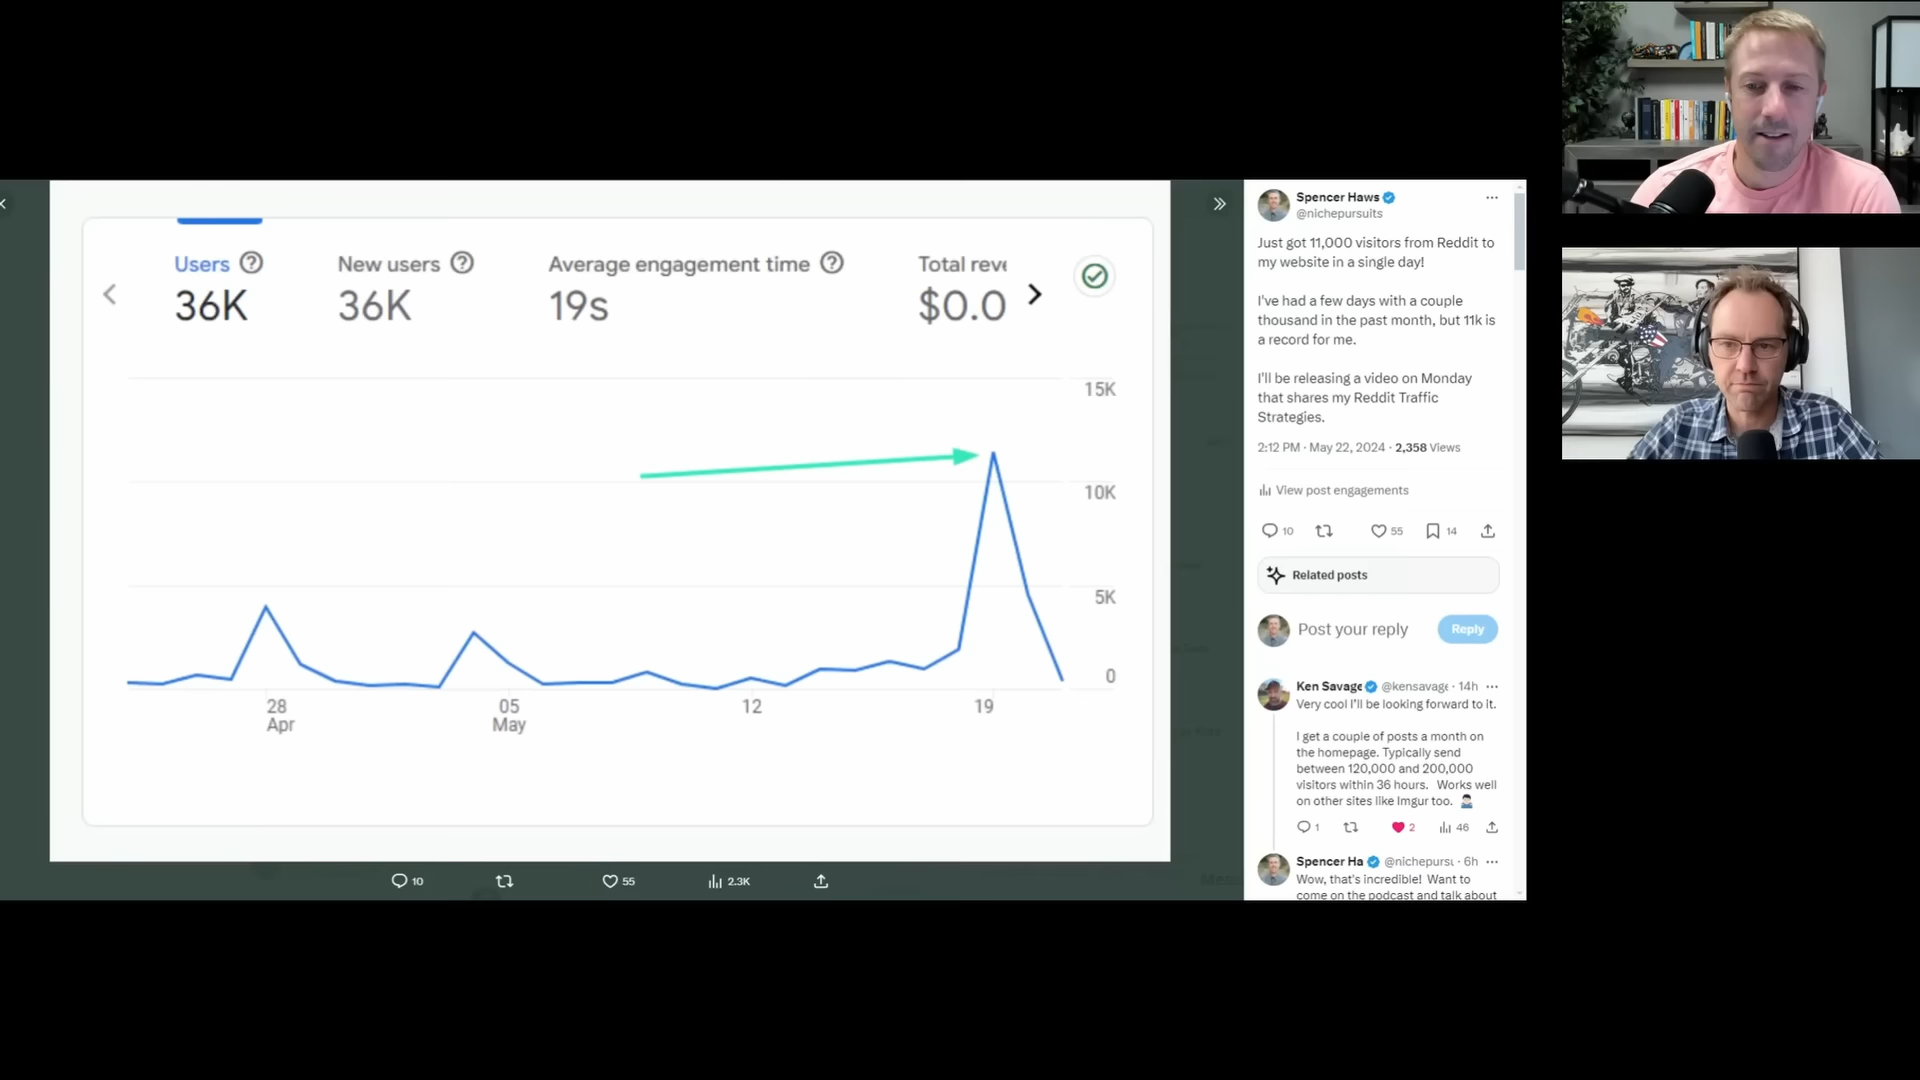 Users
36K
New users
36K
Average engagement time
19s
Total reve
$0.0
15K
10K
5K
0
28
Apr
05
May
12
19
10
55
2.3K
Spencer Haws
@nichepursuits
Just got 11,000 visitors from Reddit to
my website in a single day!
I've had a few days with a couple
thousand in the past month, but 11k is
a record for me.
I'll be releasing a video on Monday
that shares my Reddit Traffic
Strategies.
2:12 PM · May 22, 2024 · 2,358 Views
View post engagements
10
55
14
Related posts
Post your reply
Reply
Ken Savage @kensavage · 14h
Very cool I'll be looking forward to it.
I get a couple of posts a month on
the homepage. Typically send
between 120,000 and 200,000
visitors within 36 hours. Works well
on other sites like Imgur too.
1
2
46
Spencer Ha @nichepursu · 6h
Wow, that's incredible! Want to
come on the podcast and talk about